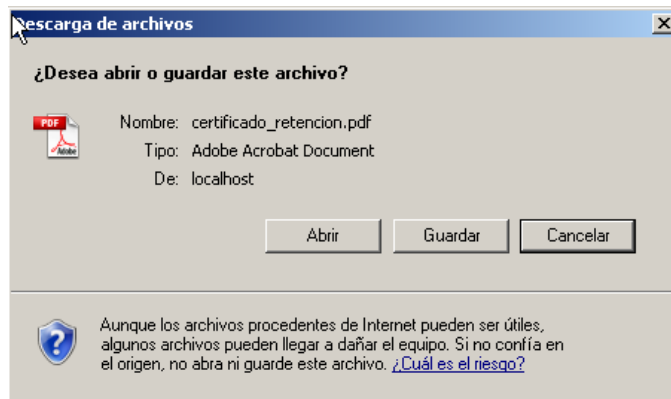 Descarga de archivos
¿Desea abrir o guardar este archivo?
PDF
Adobe
Nombre: certificado_retencion.pdf
Tipo: Adobe Acrobat Document
De: localhost
Abrir Guardar Cancelar
Aunque los archivos procedentes de Internet pueden ser útiles,
algunos archivos pueden llegar a dañar el equipo. Si no confía en
el origen, no abra ni guarde este archivo. ¿Cuál es el riesgo?